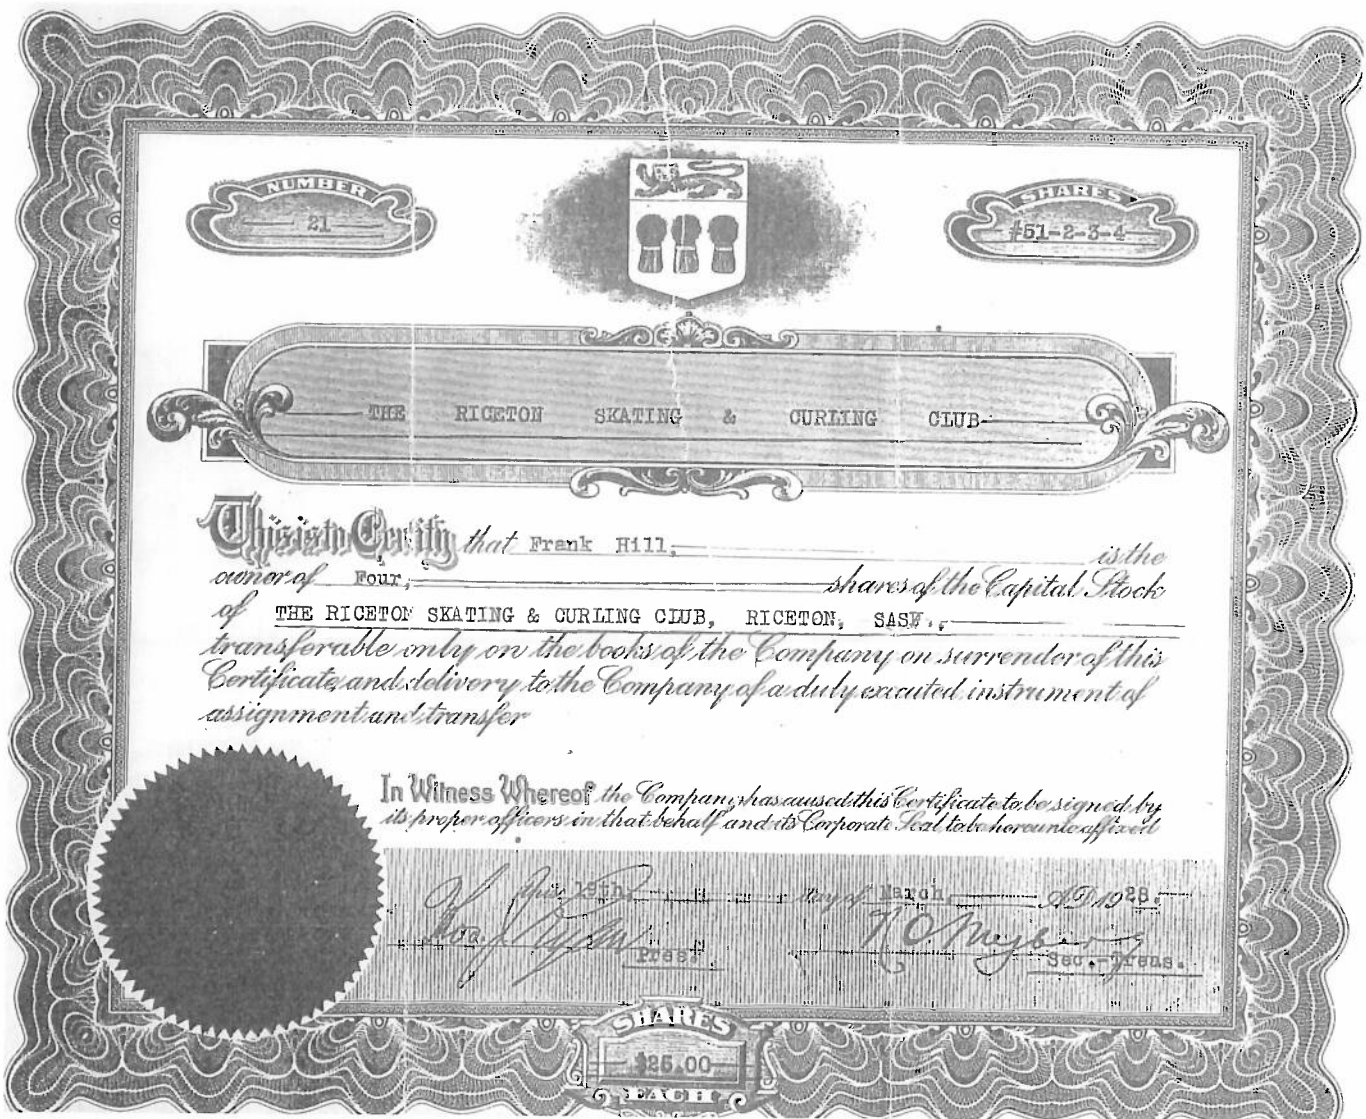 NUMBER
21
SHARES
#51-2-3-4
THE RICETON SKATING & CURLING CLUB
This is to Certify that Frank Hill, is the
owner of Four, shares of the Capital Stock
of THE RICETON SKATING & CURLING CLUB, RICETON, SASK.,
transferable only on the books of the Company on surrender of this
Certificate, and delivery to the Company of a duly executed instrument of
assignment and transfer
In Witness Whereof the Company has caused this Certificate to be signed by
its proper officers in that behalf and its Corporate Seal to be hereunto affixed
this 19th, Day of March, A.D. 1928.
Press.
Sec.-Treas.
SHARES
$25.00
EACH